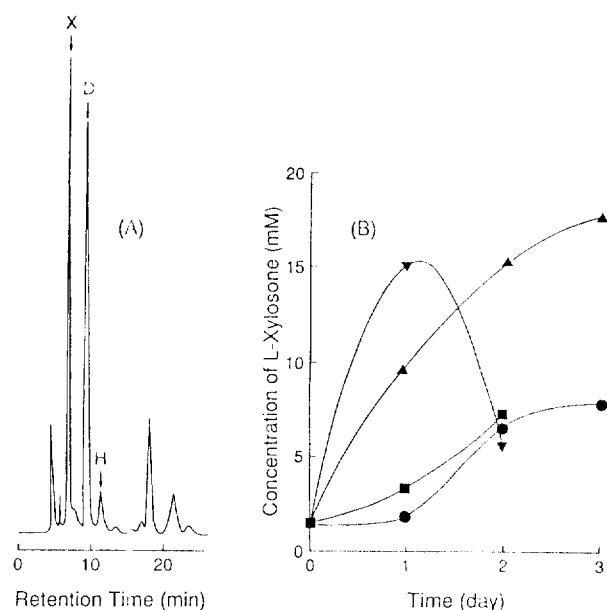 X
D
H
(A)
0 10 20
Retention Time (min)
(B)
Concentration of L-Xylosone (mM)
20
15
10
5
0
0 1 2 3
Time (day)